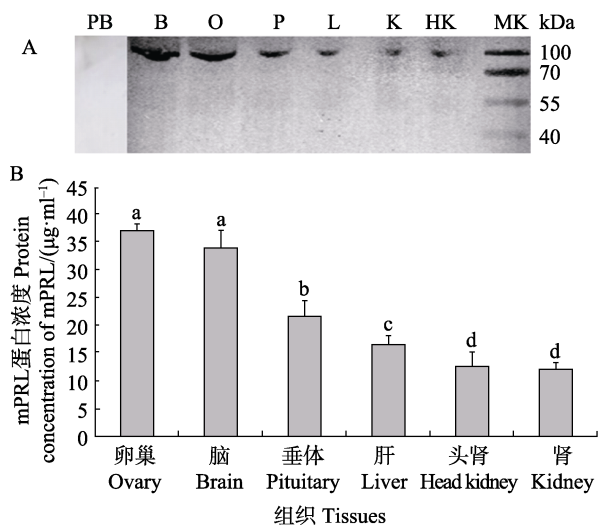 PB B O P L K HK MK kDa
A
100
70
55
40
B
mPRL蛋白浓度 Protein
concentration of mPRL/(μg·ml⁻¹)
45
40
35
30
25
20
15
10
5
0
a
a
b
c
d
d
卵巢 脑 垂体 肝 头肾 肾
Ovary Brain Pituitary Liver Head kidney Kidney
组织 Tissues